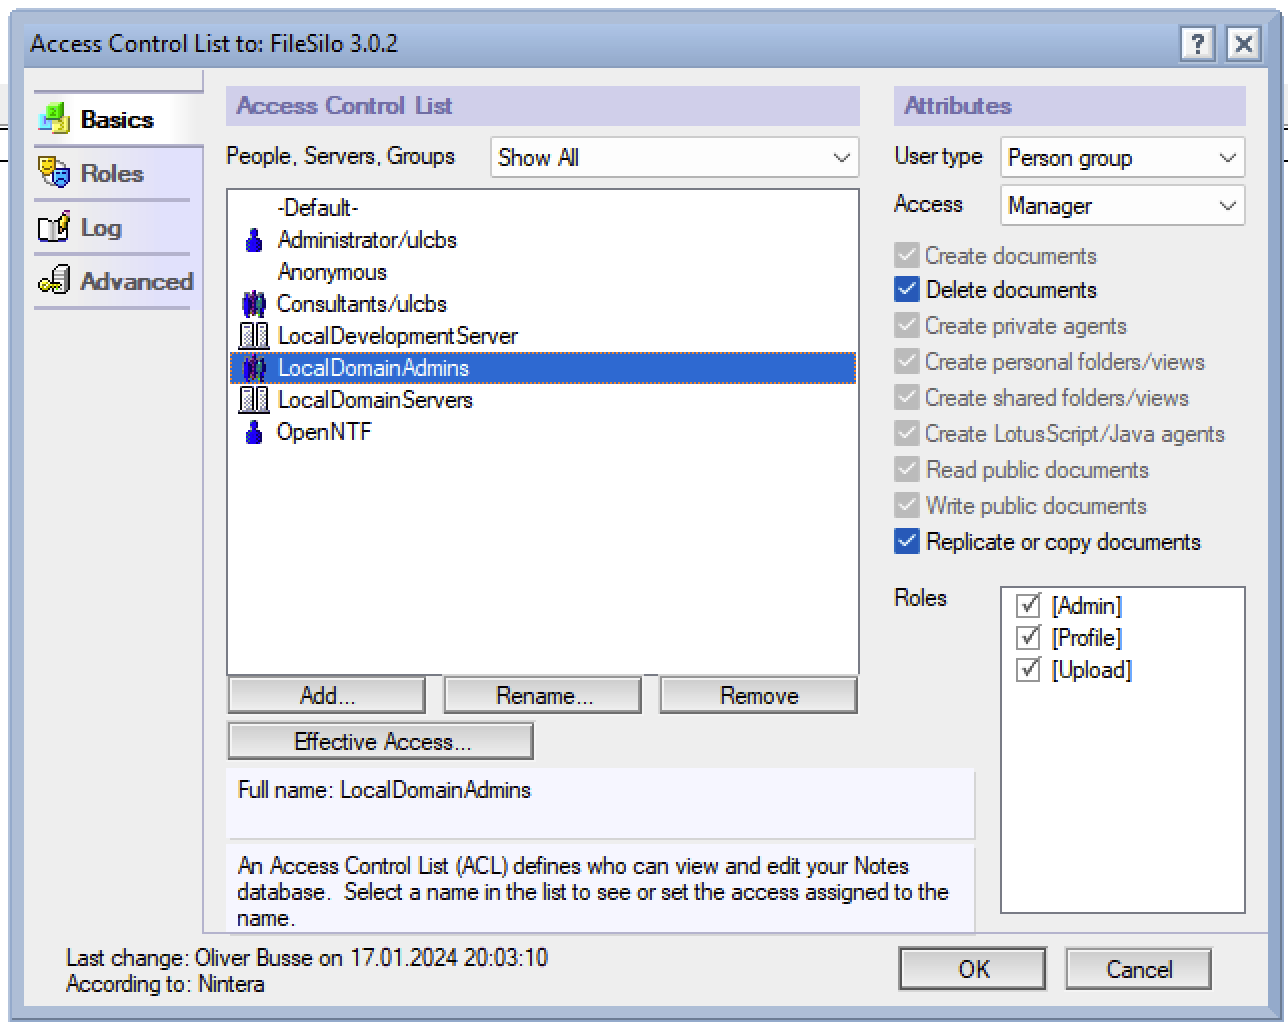 Access Control List to: FileSilo 3.0.2
?
Basics
Roles
Log
Advanced
Access Control List
People, Servers, Groups
Show All
-Default-
Administrator/ulcbs
Anonymous
Consultants/ulcbs
LocalDevelopmentServer
LocalDomainAdmins
LocalDomainServers
OpenNTF
Add...
Rename...
Remove
Effective Access...
Full name: LocalDomainAdmins
An Access Control List (ACL) defines who can view and edit your Notes
database.  Select a name in the list to see or set the access assigned to the
name.
Attributes
User type
Person group
Access
Manager
Create documents
Delete documents
Create private agents
Create personal folders/views
Create shared folders/views
Create LotusScript/Java agents
Read public documents
Write public documents
Replicate or copy documents
Roles
[Admin]
[Profile]
[Upload]
Last change: Oliver Busse on 17.01.2024 20:03:10
According to: Nintera
OK
Cancel